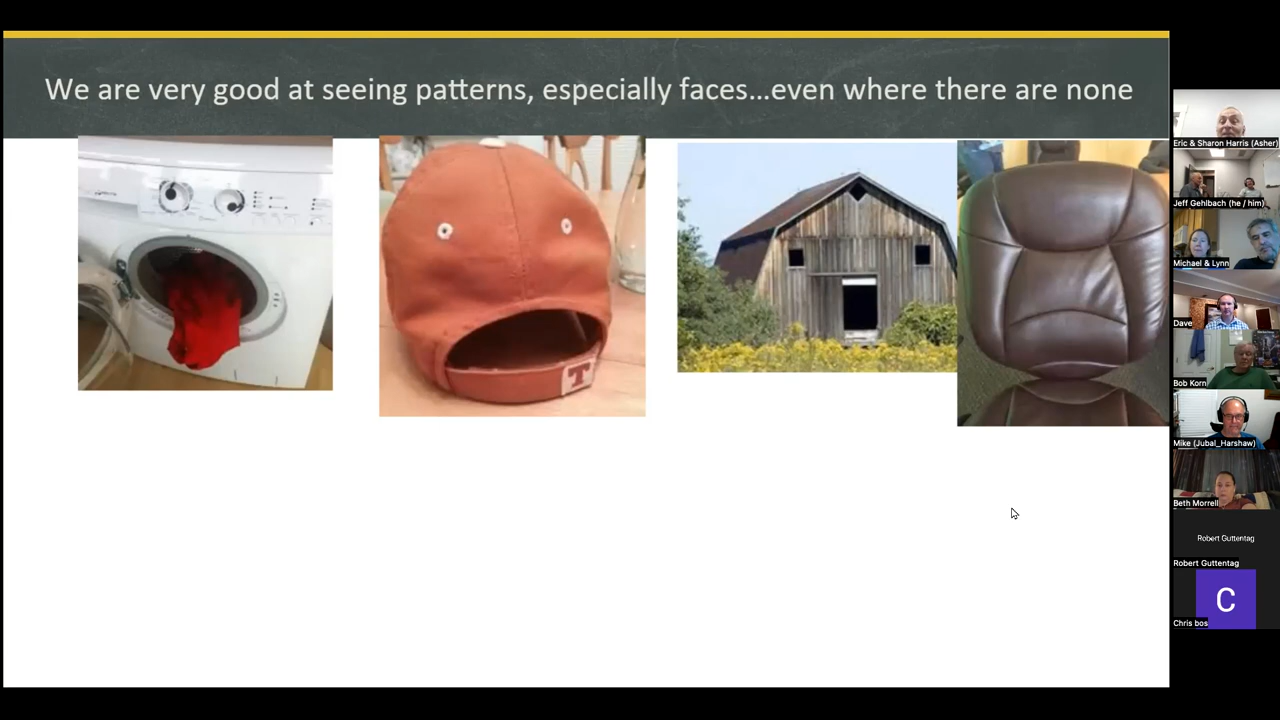 We are very good at seeing patterns, especially faces...even where there are none
T
Eric & Sharon Harris (Asher)
Jeff Gehlbach (he / him)
Michael & Lynn
Dave
Bob Korn
Mike (Jubal_Harshaw)
Beth Morrell
Robert Guttentag
Robert Guttentag
C
Chris bos